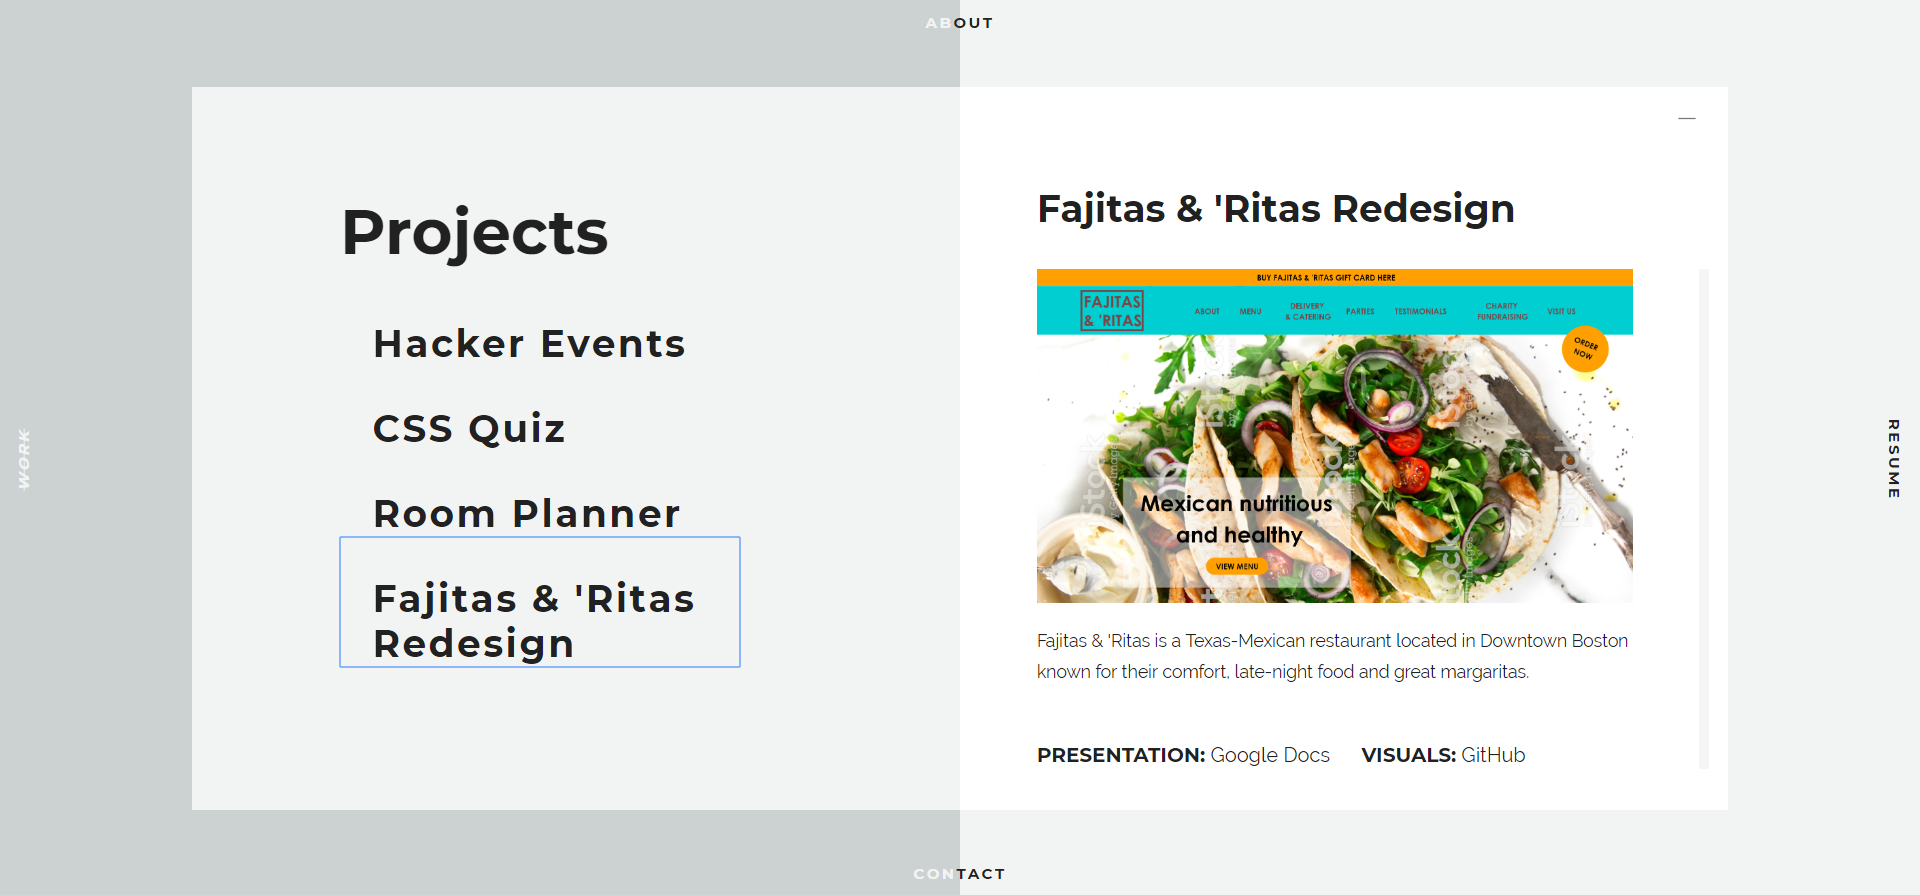 ABOUT
WORK
Projects
Hacker Events
CSS Quiz
Room Planner
Fajitas & 'Ritas
Redesign
—
Fajitas & 'Ritas Redesign
BUY FAJITAS & 'RITAS GIFT CARD HERE
FAJITAS
& 'RITAS
ABOUT
MENU
DELIVERY
& CATERING
PARTIES
TESTIMONIALS
CHARITY
FUNDRAISING
VISIT US
ORDER
NOW
Mexican nutritious
and healthy
VIEW MENU
Fajitas & 'Ritas is a Texas-Mexican restaurant located in Downtown Boston
known for their comfort, late-night food and great margaritas.
PRESENTATION: Google Docs VISUALS: GitHub
RESUME
CONTACT